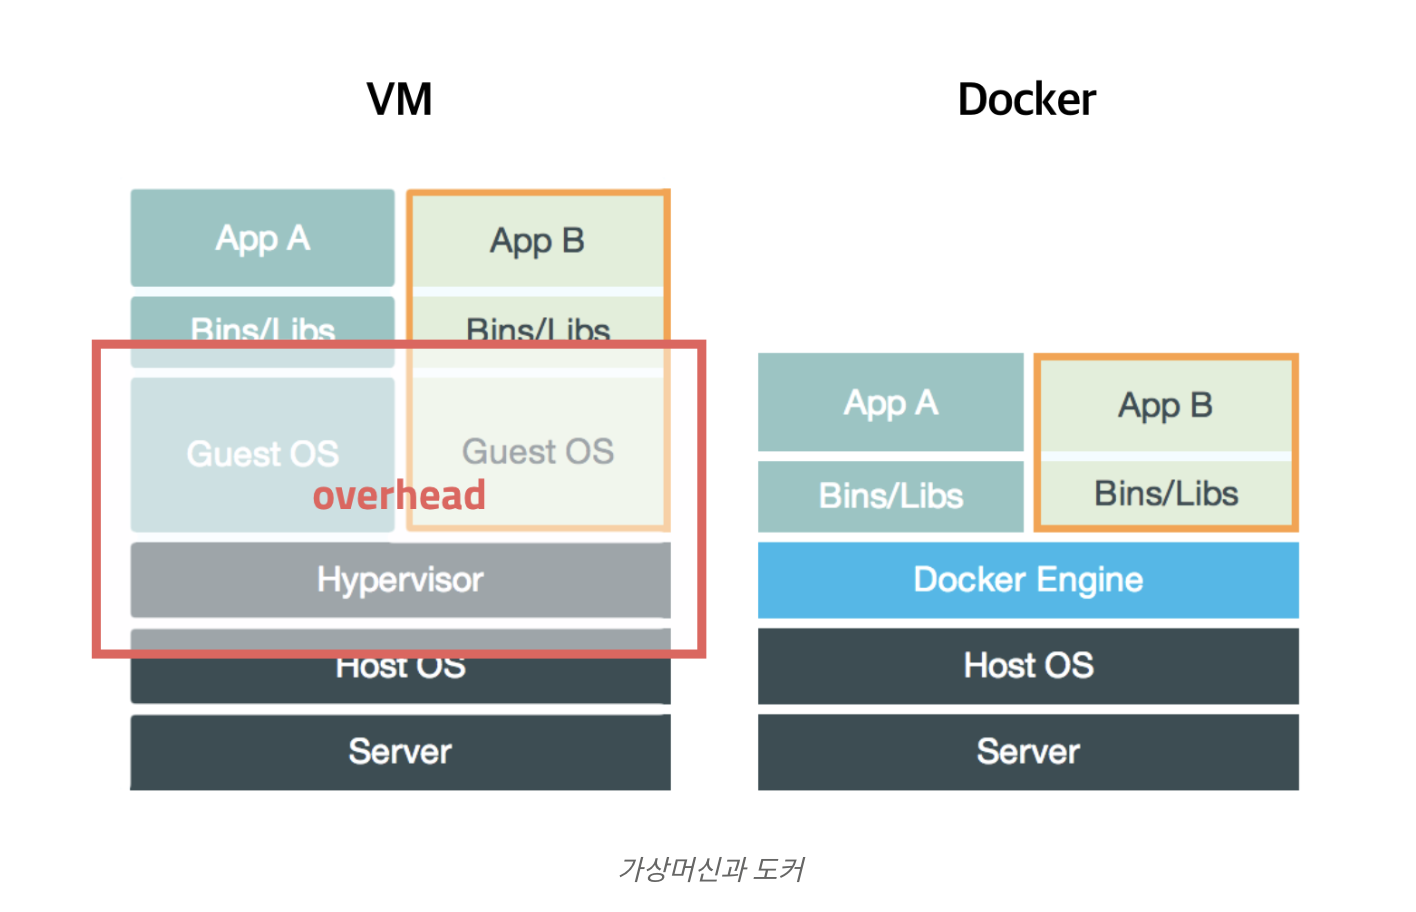 VM
App A
App B
Bins/Libs
Bins/Libs
Guest OS
Guest OS
overhead
Hypervisor
Host OS
Server
Docker
App A
App B
Bins/Libs
Bins/Libs
Docker Engine
Host OS
Server
가상머신과 도커